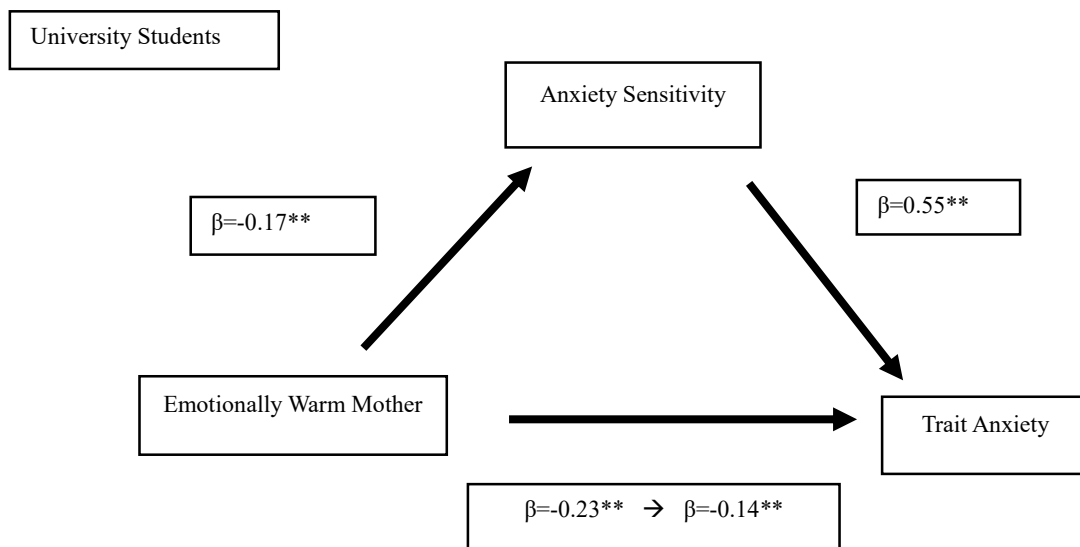 University Students
Anxiety Sensitivity
β=-0.17**
β=0.55**
Emotionally Warm Mother
Trait Anxiety
β=-0.23** → β=-0.14**